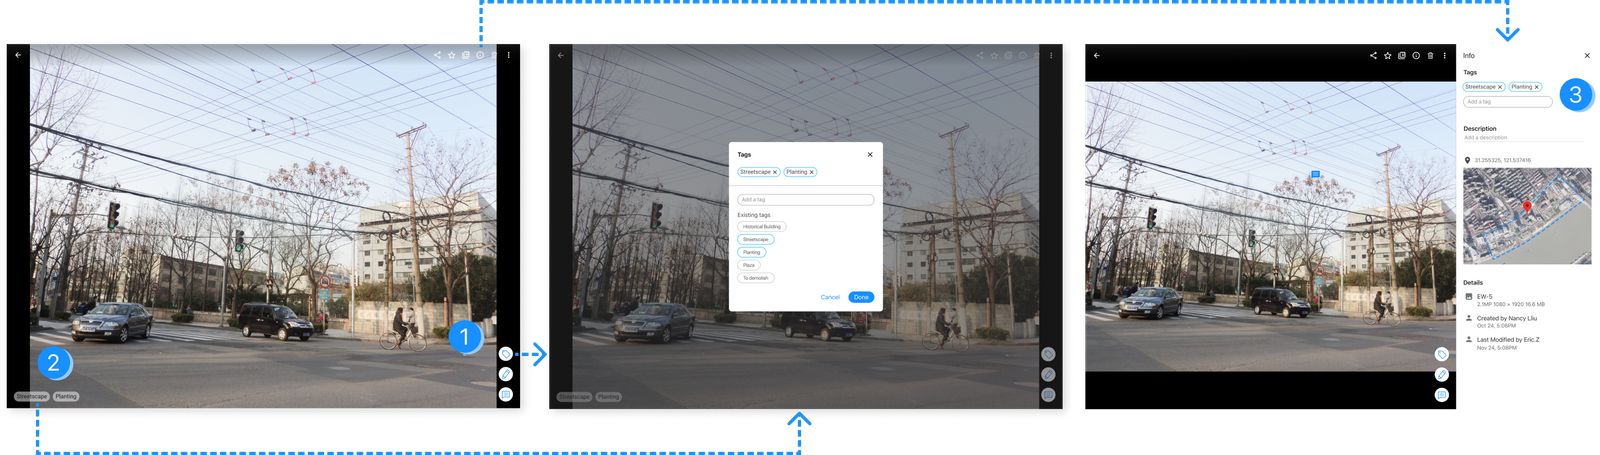 1
2
Streetscape Planting
Tags
Streetscape Planting
Add a tag
Existing tags
Historical Building
Streetscape
Planting
Plaza
To demolish
Cancel Done
Streetscape Planting
Info
Tags
Streetscape Planting
3
Add a tag
Description
Add a description
31.255325, 121.537416
Details
EW-5
2.1MP 1080 × 1920 16.6 MB
Created by Nancy Lliu
Oct 24, 5:08PM
Last Modified by Eric.Z
Nov 24, 5:08PM